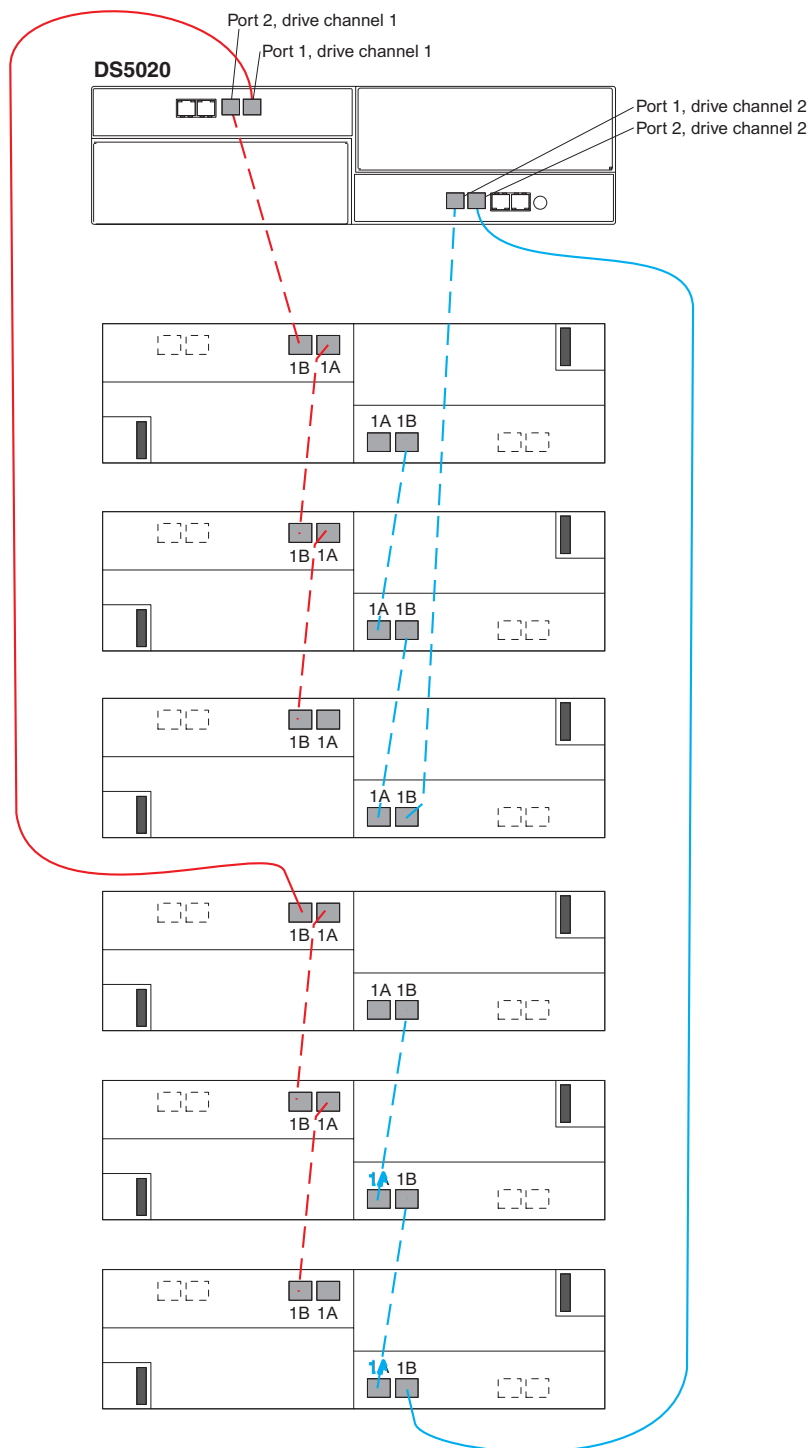 Port 2, drive channel 1
Port 1, drive channel 1
DS5020
Port 1, drive channel 2
Port 2, drive channel 2
1B 1A
1A 1B
1B 1A
1A 1B
1B 1A
1A 1B
1B 1A
1A 1B
1B 1A
1A 1B
1B 1A
1A 1B